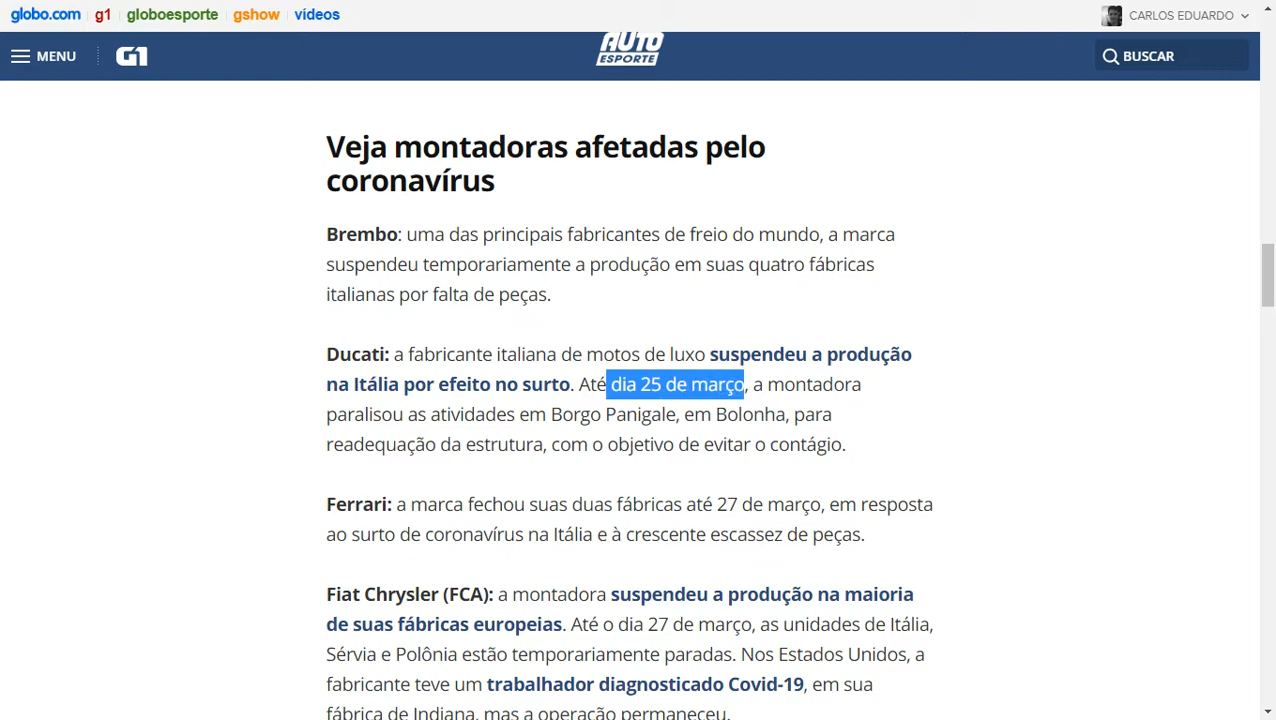 globo.com g1 globoesporte gshow vídeos CARLOS EDUARDO
MENU G1 AUTO ESPORTE BUSCAR
Veja montadoras afetadas pelo
coronavírus
Brembo: uma das principais fabricantes de freio do mundo, a marca
suspendeu temporariamente a produção em suas quatro fábricas
italianas por falta de peças.
Ducati: a fabricante italiana de motos de luxo suspendeu a produção
na Itália por efeito no surto. Até dia 25 de março, a montadora
paralisou as atividades em Borgo Panigale, em Bolonha, para
readequação da estrutura, com o objetivo de evitar o contágio.
Ferrari: a marca fechou suas duas fábricas até 27 de março, em resposta
ao surto de coronavírus na Itália e à crescente escassez de peças.
Fiat Chrysler (FCA): a montadora suspendeu a produção na maioria
de suas fábricas europeias. Até o dia 27 de março, as unidades de Itália,
Sérvia e Polônia estão temporariamente paradas. Nos Estados Unidos, a
fabricante teve um trabalhador diagnosticado Covid-19, em sua
fábrica de Indiana, mas a operação permaneceu.